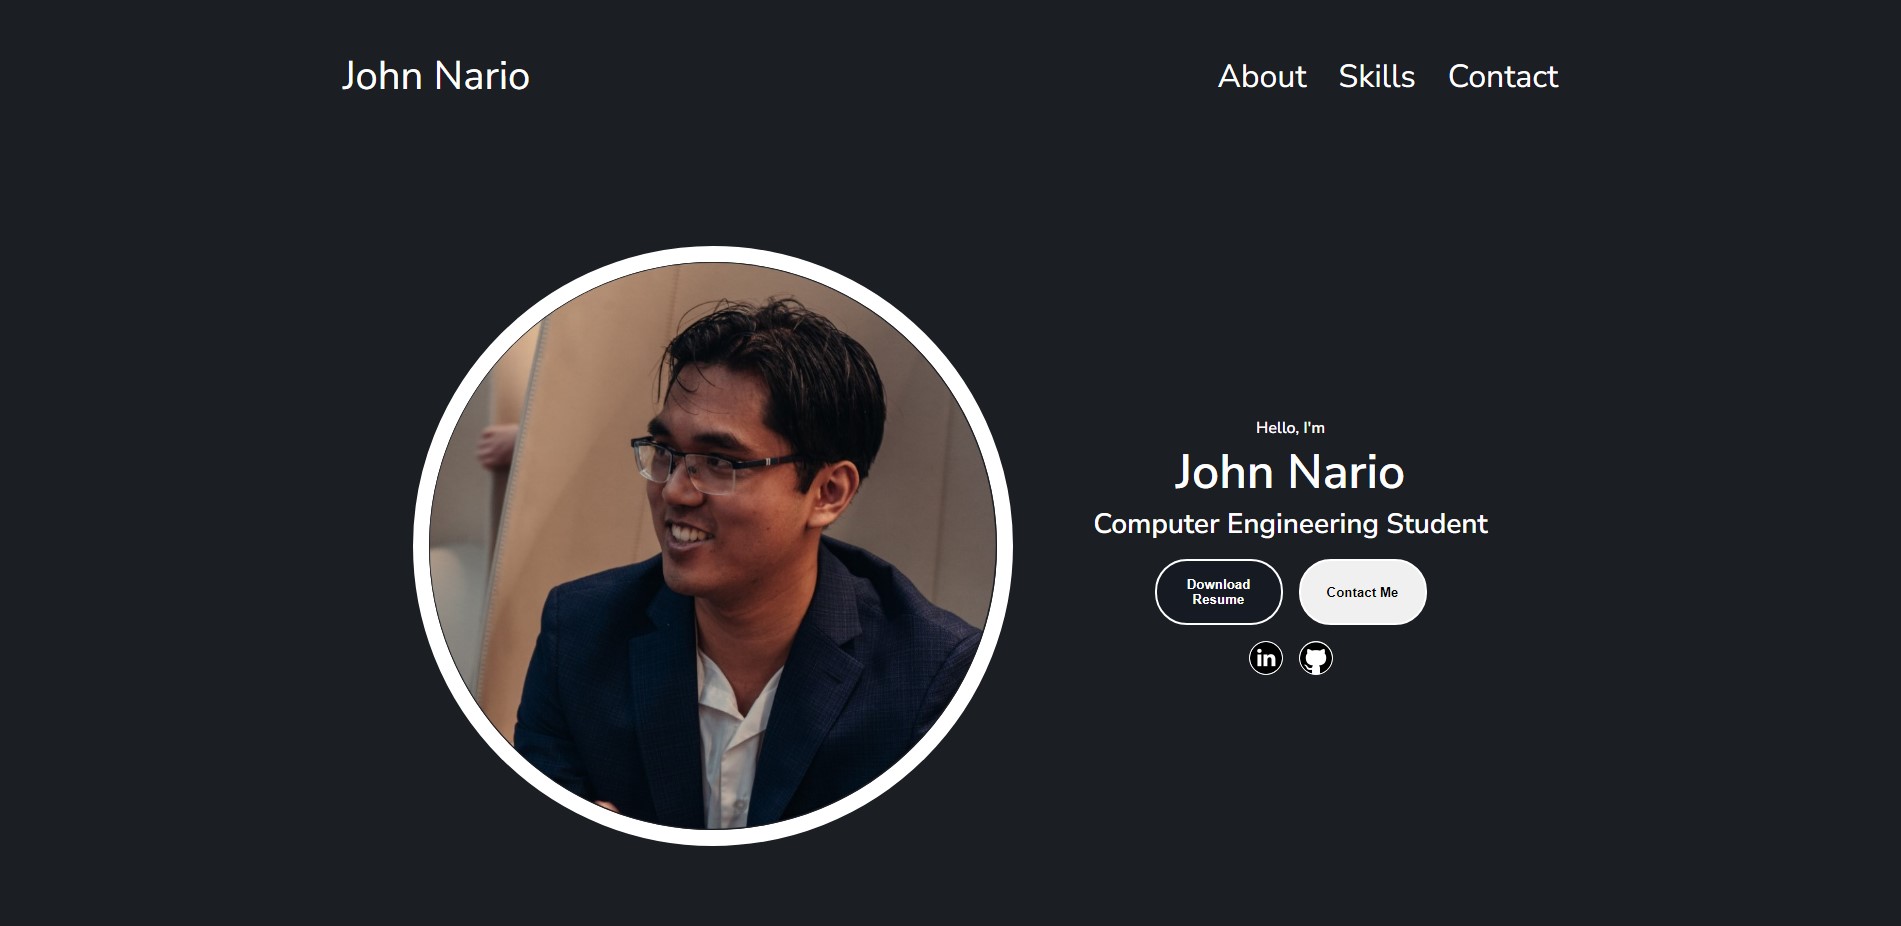 John Nario
About Skills Contact
Hello, I'm
John Nario
Computer Engineering Student
Download
Resume
Contact Me
in